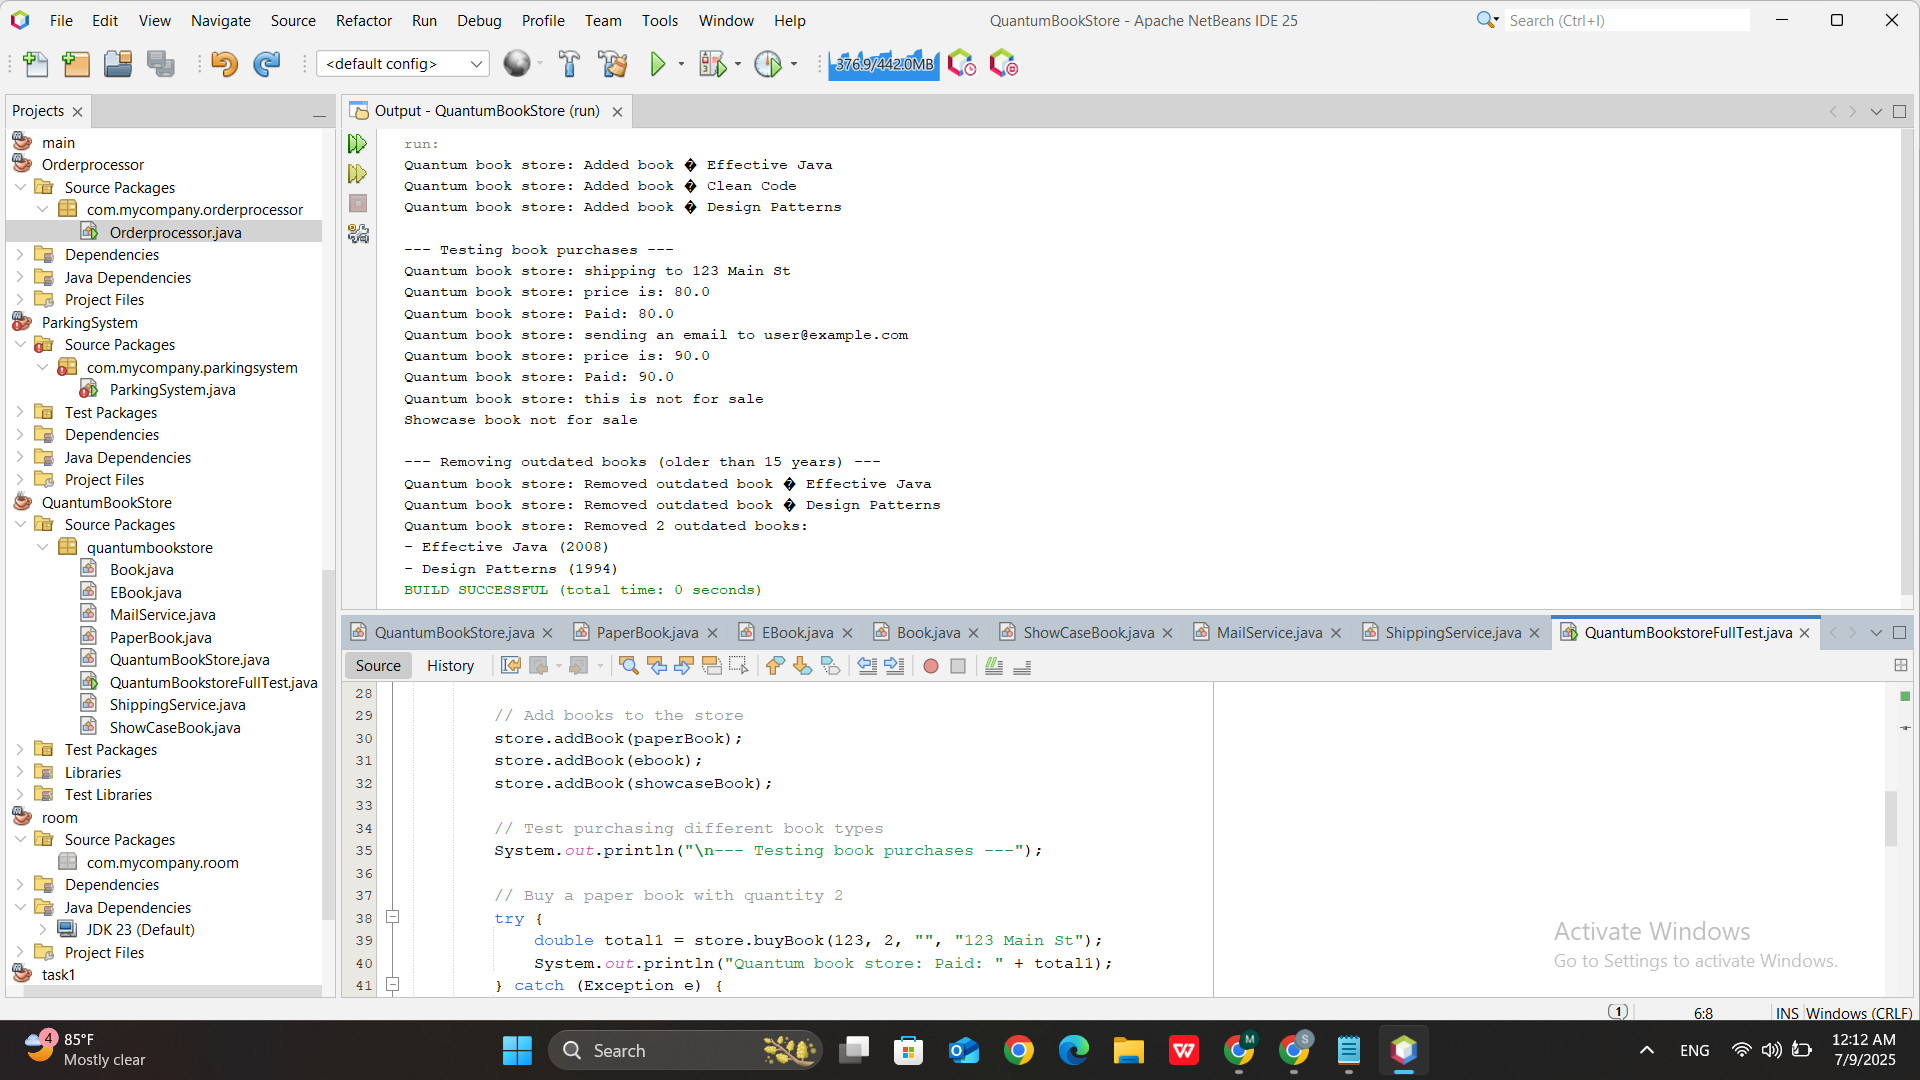 File Edit View Navigate Source Refactor Run Debug Profile Team Tools Window Help
QuantumBookStore - Apache NetBeans IDE 25
Search (Ctrl+I)
<default config>
376.9/442.0MB
Projects
main
Orderprocessor
Source Packages
com.mycompany.orderprocessor
Orderprocessor.java
Dependencies
Java Dependencies
Project Files
ParkingSystem
Source Packages
com.mycompany.parkingsystem
ParkingSystem.java
Test Packages
Dependencies
Java Dependencies
Project Files
QuantumBookStore
Source Packages
quantumbookstore
Book.java
EBook.java
MailService.java
PaperBook.java
QuantumBookStore.java
QuantumBookstoreFullTest.java
ShippingService.java
ShowCaseBook.java
Test Packages
Libraries
Test Libraries
room
Source Packages
com.mycompany.room
Dependencies
Java Dependencies
JDK 23 (Default)
Project Files
task1
Output - QuantumBookStore (run)
run:
Quantum book store: Added book � Effective Java
Quantum book store: Added book � Clean Code
Quantum book store: Added book � Design Patterns
--- Testing book purchases ---
Quantum book store: shipping to 123 Main St
Quantum book store: price is: 80.0
Quantum book store: Paid: 80.0
Quantum book store: sending an email to user@example.com
Quantum book store: price is: 90.0
Quantum book store: Paid: 90.0
Quantum book store: this is not for sale
Showcase book not for sale
--- Removing outdated books (older than 15 years) ---
Quantum book store: Removed outdated book � Effective Java
Quantum book store: Removed outdated book � Design Patterns
Quantum book store: Removed 2 outdated books:
- Effective Java (2008)
- Design Patterns (1994)
BUILD SUCCESSFUL (total time: 0 seconds)
QuantumBookStore.java PaperBook.java EBook.java Book.java ShowCaseBook.java MailService.java ShippingService.java QuantumBookstoreFullTest.java
Source History
28
29 // Add books to the store
30 store.addBook(paperBook);
31 store.addBook(ebook);
32 store.addBook(showcaseBook);
33
34 // Test purchasing different book types
35 System.out.println("\n--- Testing book purchases ---");
36
37 // Buy a paper book with quantity 2
38 try {
39 double total1 = store.buyBook(123, 2, "", "123 Main St");
40 System.out.println("Quantum book store: Paid: " + total1);
41 } catch (Exception e) {
Activate Windows
Go to Settings to activate Windows.
1 6:8 INS Windows (CRLF)
4
85°F
Mostly clear
Search
W
M
S
ENG
12:12 AM
7/9/2025